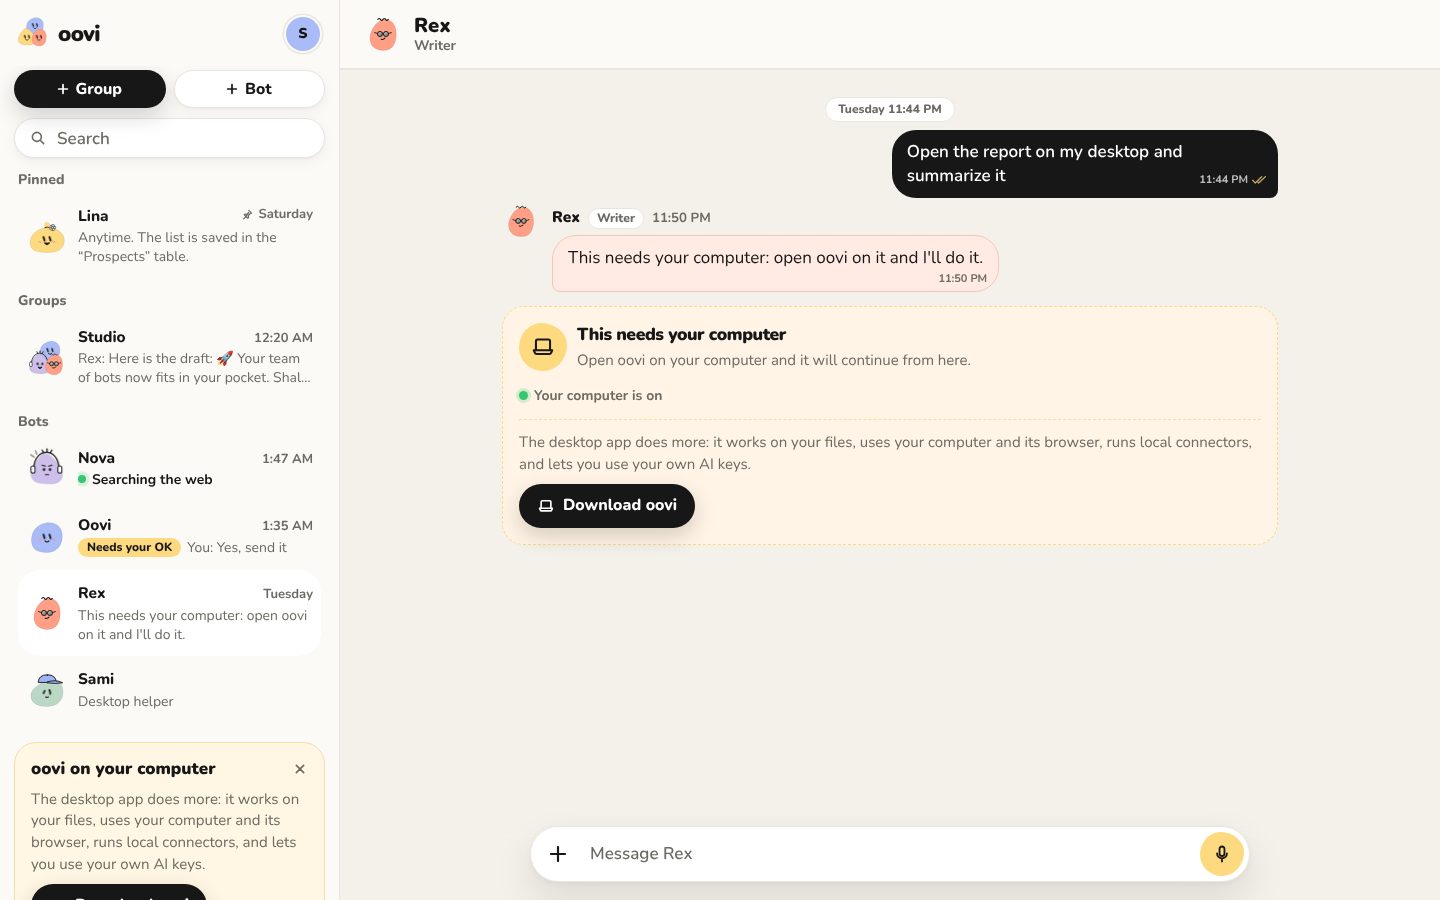 oovi
S
+ Group
+ Bot
Search
Pinned
Lina
Saturday
Anytime. The list is saved in the
“Prospects” table.
Groups
Studio
12:20 AM
Rex: Here is the draft: 🚀 Your team
of bots now fits in your pocket. Shal...
Bots
Nova
1:47 AM
Searching the web
Oovi
1:35 AM
Needs your OK
You: Yes, send it
Rex
Tuesday
This needs your computer: open oovi
on it and I'll do it.
Sami
Desktop helper
oovi on your computer
The desktop app does more: it works on
your files, uses your computer and its
browser, runs local connectors, and lets
you use your own AI keys.
Rex
Writer
Tuesday 11:44 PM
Open the report on my desktop and
summarize it
11:44 PM
Rex
Writer
11:50 PM
This needs your computer: open oovi on it and I'll do it.
11:50 PM
This needs your computer
Open oovi on your computer and it will continue from here.
Your computer is on
The desktop app does more: it works on your files, uses your computer and its browser, runs local connectors,
and lets you use your own AI keys.
Download oovi
Message Rex